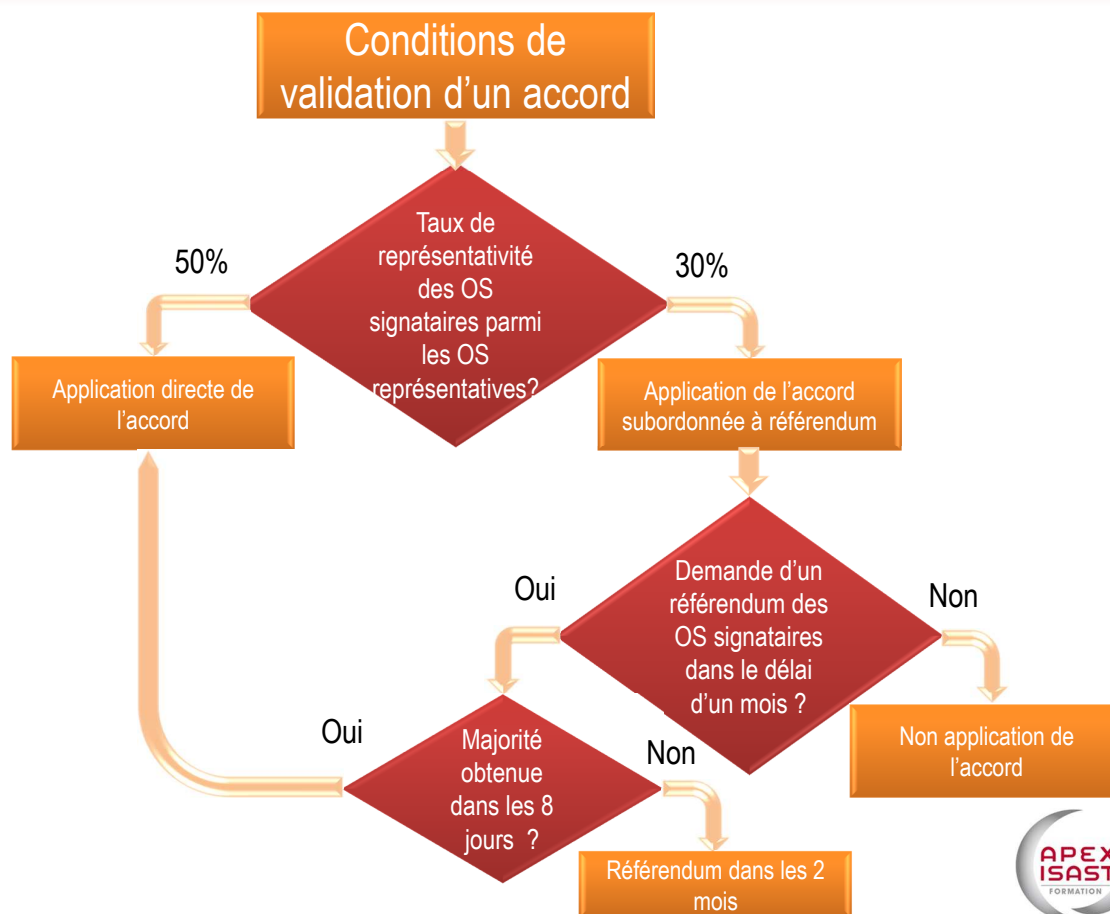 Conditions de
validation d’un accord
Taux de
représentativité
des OS
signataires parmi
les OS
représentatives?
50%
30%
Application directe de
l’accord
Application de l’accord
subordonnée à référendum
Demande d’un
référendum des
OS signataires
dans le délai
d’un mois ?
Oui
Non
Majorité
obtenue
dans les 8
jours ?
Oui
Non
Non application de
l’accord
Référendum dans les 2
mois
APEX
ISAST
FORMATION